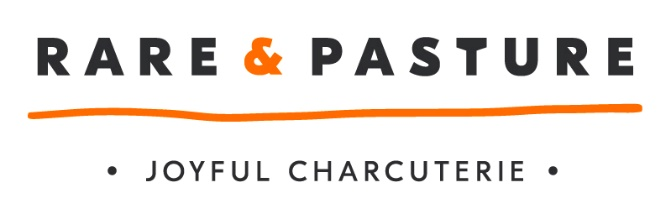 RARE & PASTURE
• JOYFUL CHARCUTERIE •